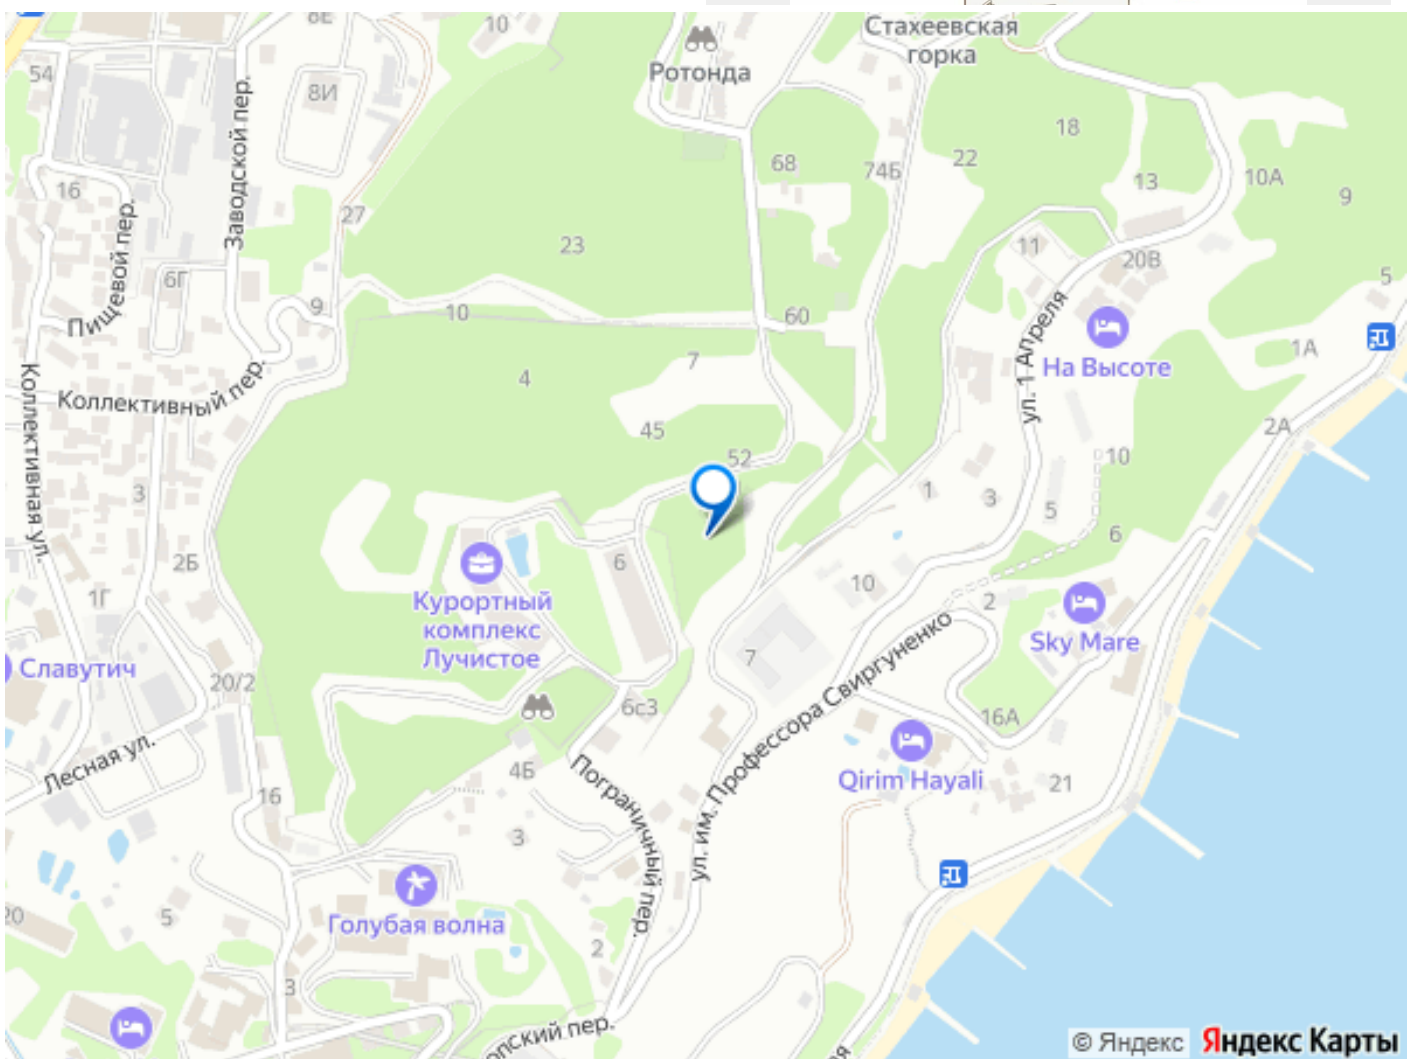 8Е
10
Стахеевская
горка
54
8И
Ротонда
Заводской пер.
18
68
22
74Б
13
10А
9
16
27
Пищевой пер.
23
11
20В
5
6Г
9
10
60
ул. 1 Апреля
На Высоте
1А
7
4
Коллективный пер.
Коллективная ул.
45
2А
52
10
3
1
3
5
6
2Б
6
10
1Г
Курортный
комплекс
Лучистое
2
Sky Mare
Славутич
7
20/2
6с3
ул. им. Профессора Свиргуненко
16А
Лесная ул.
4Б
Пограничный пер.
Qirim Hayali
21
16
3
Голубая волна
20
5
2
3
опский пер.
© Яндекс
Яндекс Карты